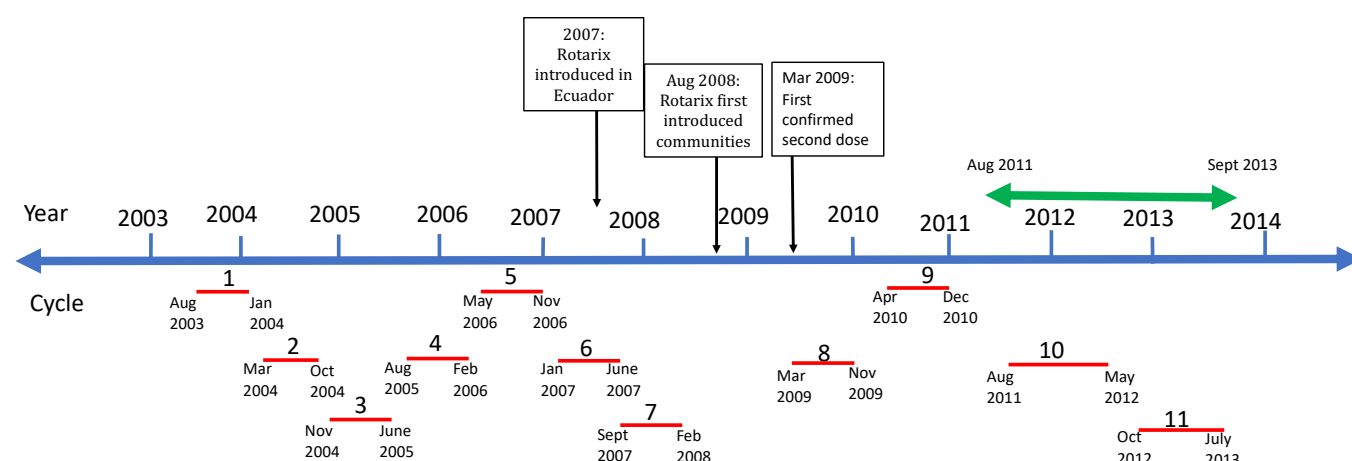 2007:
Rotarix
introduced in
Ecuador
Aug 2008:
Rotarix first
introduced
communities
Mar 2009:
First
confirmed
second dose
Aug 2011
Sept 2013
Year
2003
2004
2005
2006
2007
2008
2009
2010
2011
2012
2013
2014
Cycle
1
Aug
2003
Jan
2004
2
Mar
2004
Oct
2004
3
Nov
2004
June
2005
4
Aug
2005
Feb
2006
5
May
2006
Nov
2006
6
Jan
2007
June
2007
7
Sept
2007
Feb
2008
8
Mar
2009
Nov
2009
9
Apr
2010
Dec
2010
10
Aug
2011
May
2012
11
Oct
2012
July
2013